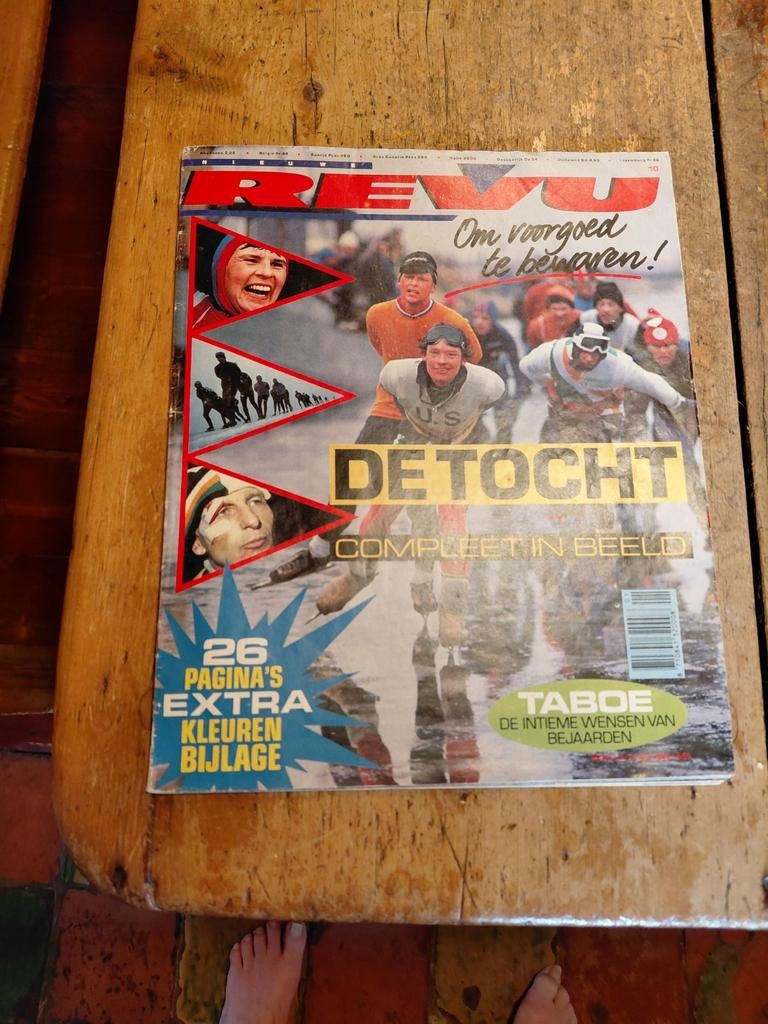 NIEUWE
REVU
10
Om voorgoed
te bewaren!
U.S
DE TOCHT
COMPLEET IN BEELD
26
PAGINA'S
EXTRA
KLEUREN
BIJLAGE
TABOE
DE INTIEME WENSEN VAN
BEJAARDEN